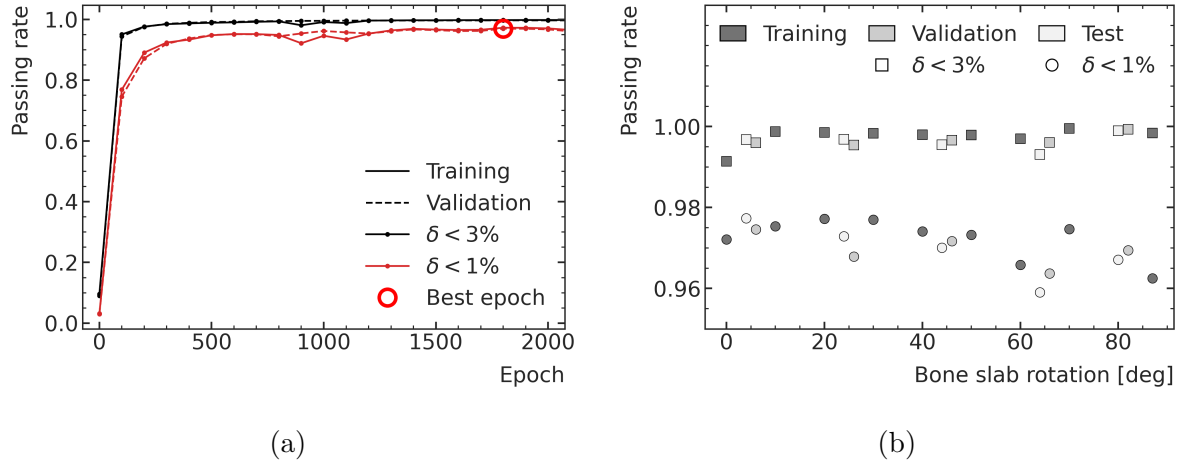 Passing rate
1.0
0.8
0.6
0.4
0.2
0.0
Training
Validation
δ < 3%
δ < 1%
Best epoch
0 500 1000 1500 2000
Epoch
(a)
Passing rate
Training Validation Test
δ < 3% δ < 1%
1.00
0.98
0.96
0 20 40 60 80
Bone slab rotation [deg]
(b)